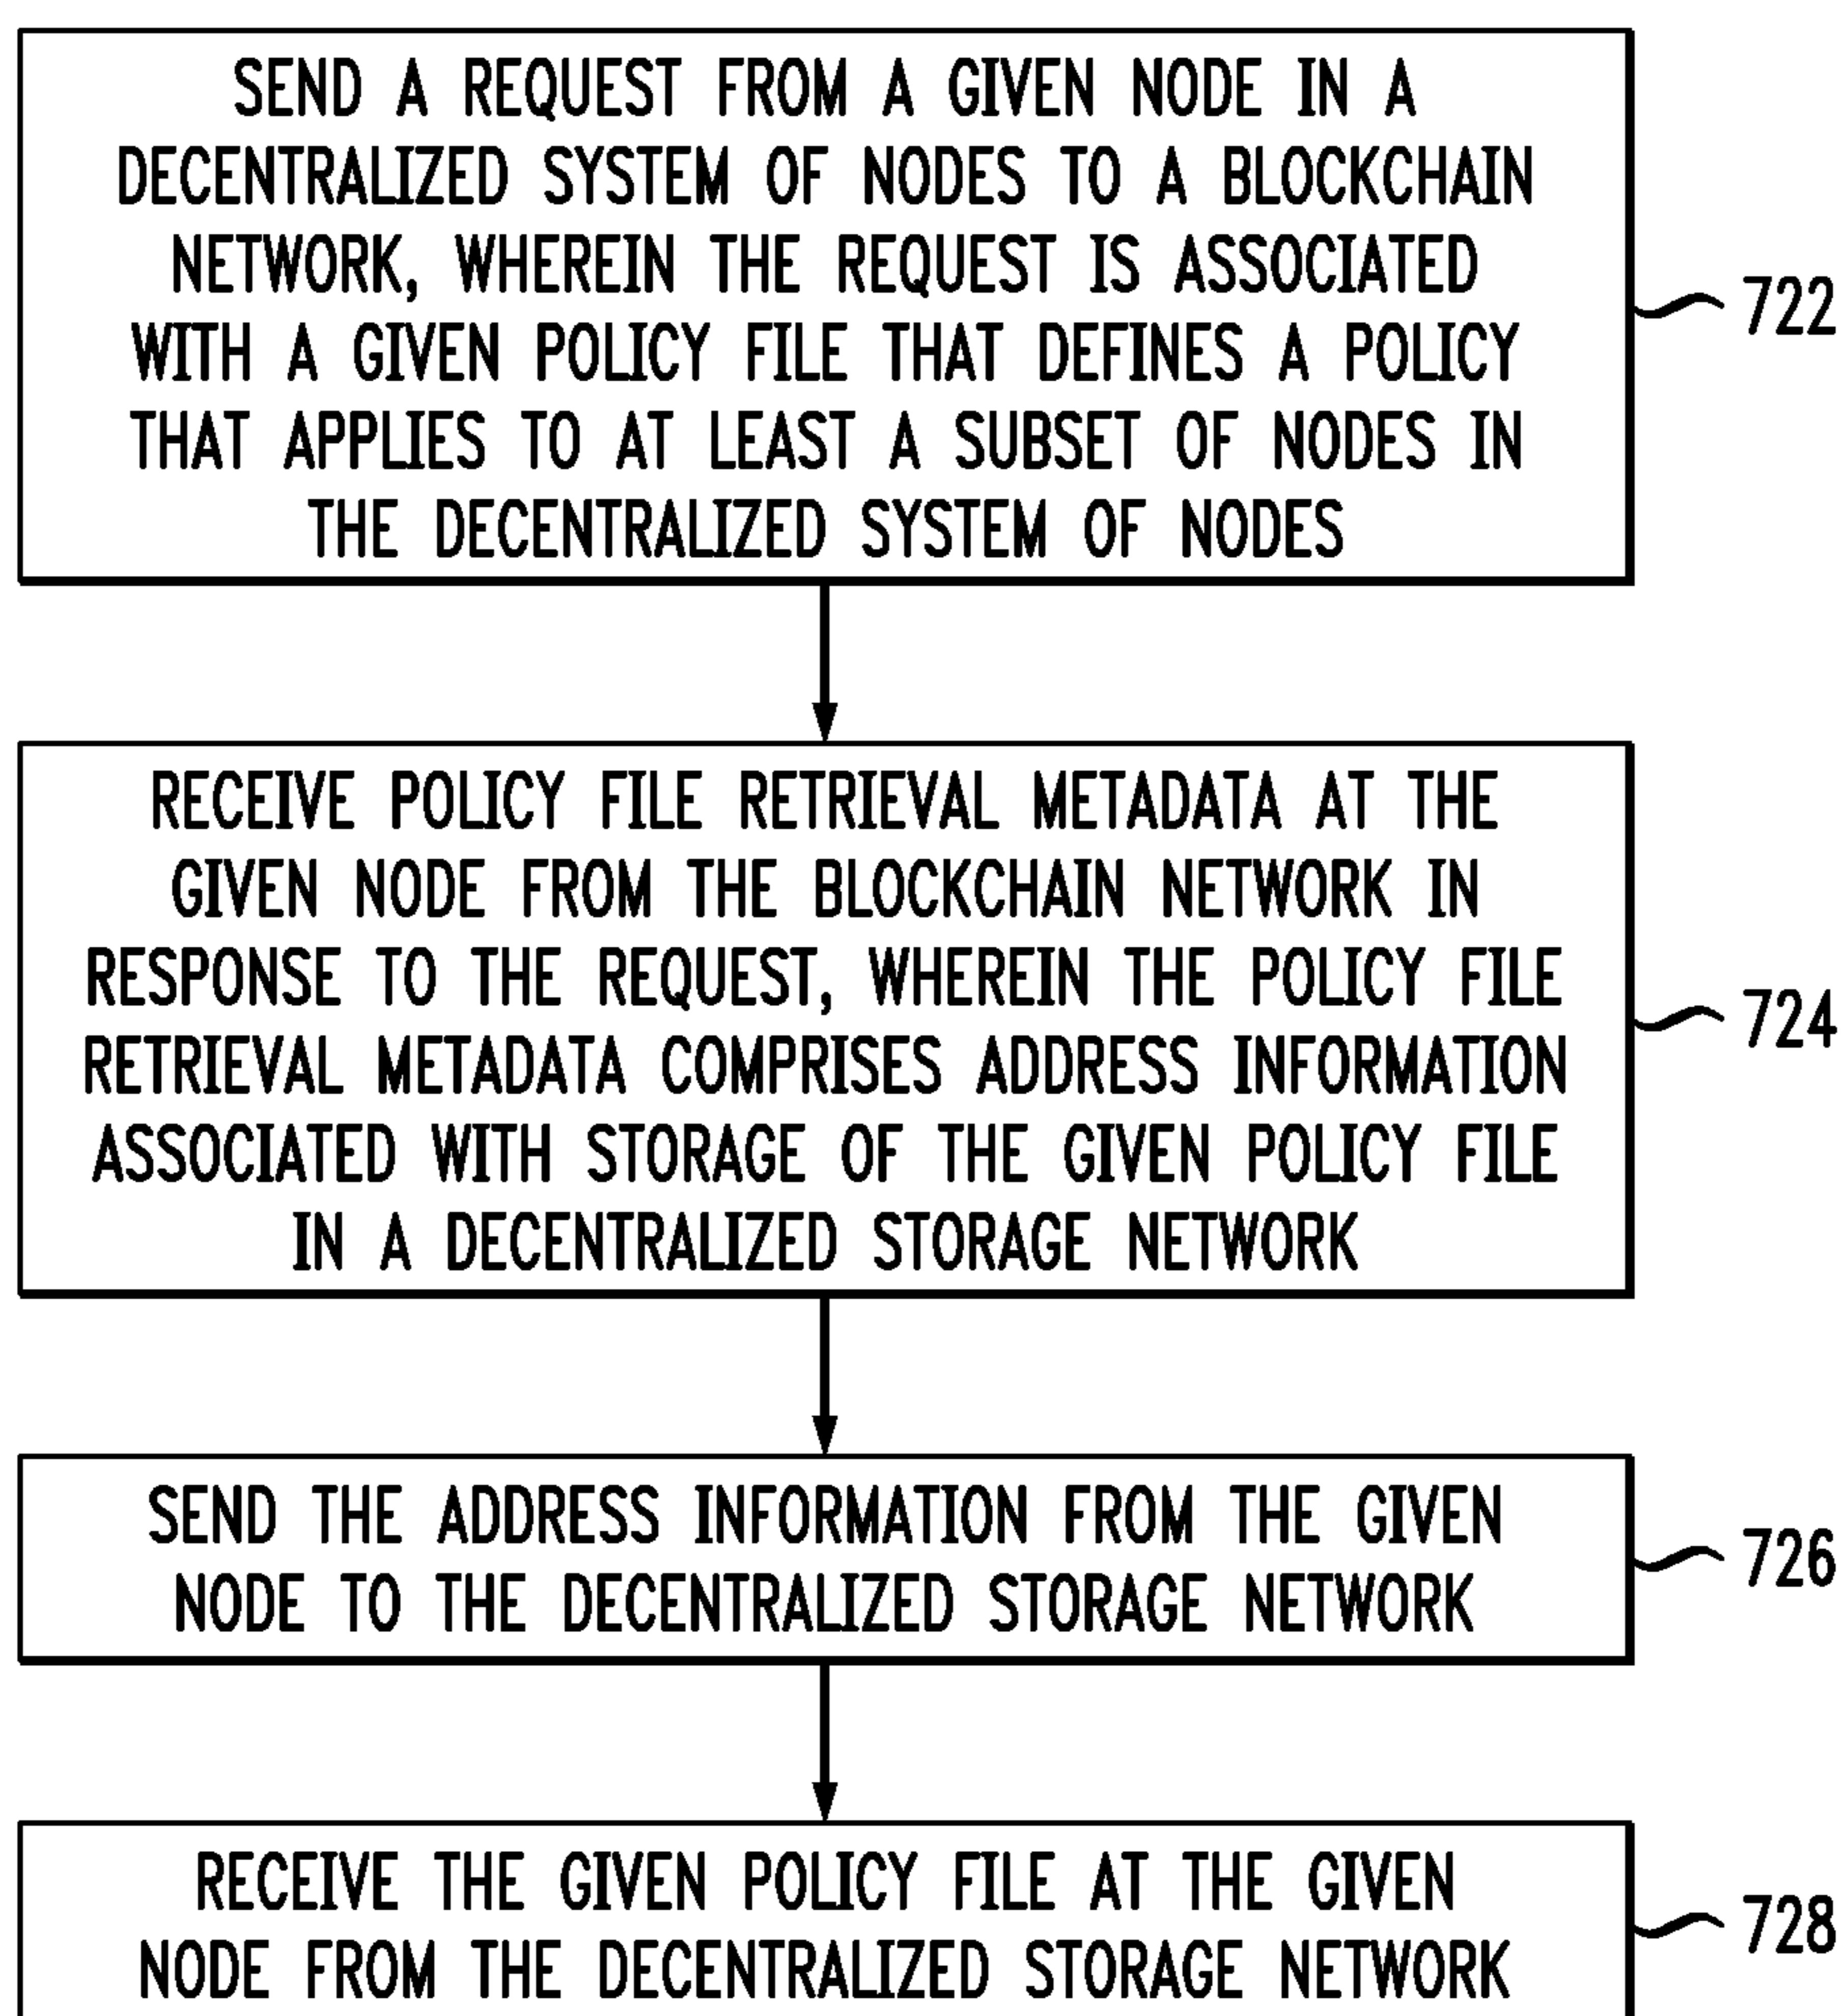 SEND A REQUEST FROM A GIVEN NODE IN A
DECENTRALIZED SYSTEM OF NODES TO A BLOCKCHAIN
NETWORK, WHEREIN THE REQUEST IS ASSOCIATED
WITH A GIVEN POLICY FILE THAT DEFINES A POLICY
THAT APPLIES TO AT LEAST A SUBSET OF NODES IN
THE DECENTRALIZED SYSTEM OF NODES
722
RECEIVE POLICY FILE RETRIEVAL METADATA AT THE
GIVEN NODE FROM THE BLOCKCHAIN NETWORK IN
RESPONSE TO THE REQUEST, WHEREIN THE POLICY FILE
RETRIEVAL METADATA COMPRISES ADDRESS INFORMATION
ASSOCIATED WITH STORAGE OF THE GIVEN POLICY FILE
IN A DECENTRALIZED STORAGE NETWORK
724
SEND THE ADDRESS INFORMATION FROM THE GIVEN
NODE TO THE DECENTRALIZED STORAGE NETWORK
726
RECEIVE THE GIVEN POLICY FILE AT THE GIVEN
NODE FROM THE DECENTRALIZED STORAGE NETWORK
728